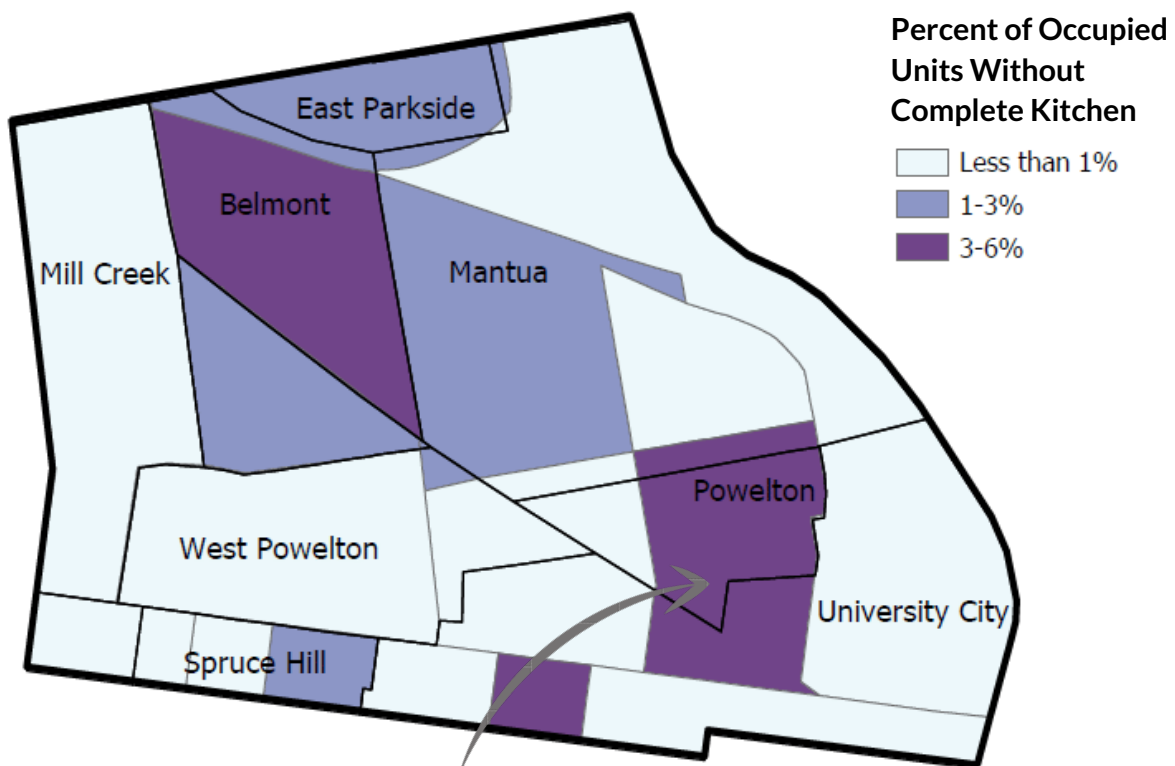 Percent of Occupied
Units Without
Complete Kitchen
Less than 1%
1-3%
3-6%
East Parkside
Belmont
Mill Creek
Mantua
Powelton
West Powelton
University City
Spruce Hill